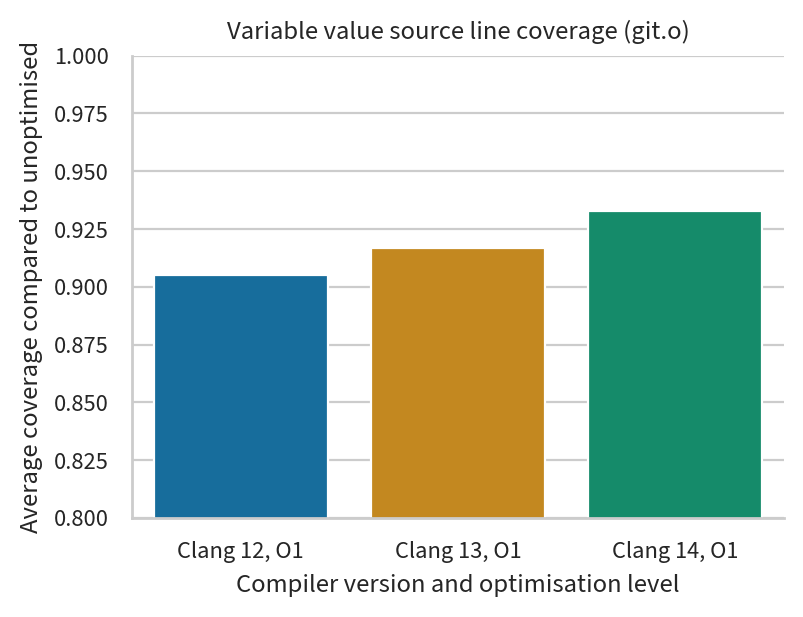 Variable value source line coverage (git.o)
Average coverage compared to unoptimised
1.000
0.975
0.950
0.925
0.900
0.875
0.850
0.825
0.800
Clang 12, O1
Clang 13, O1
Clang 14, O1
Compiler version and optimisation level